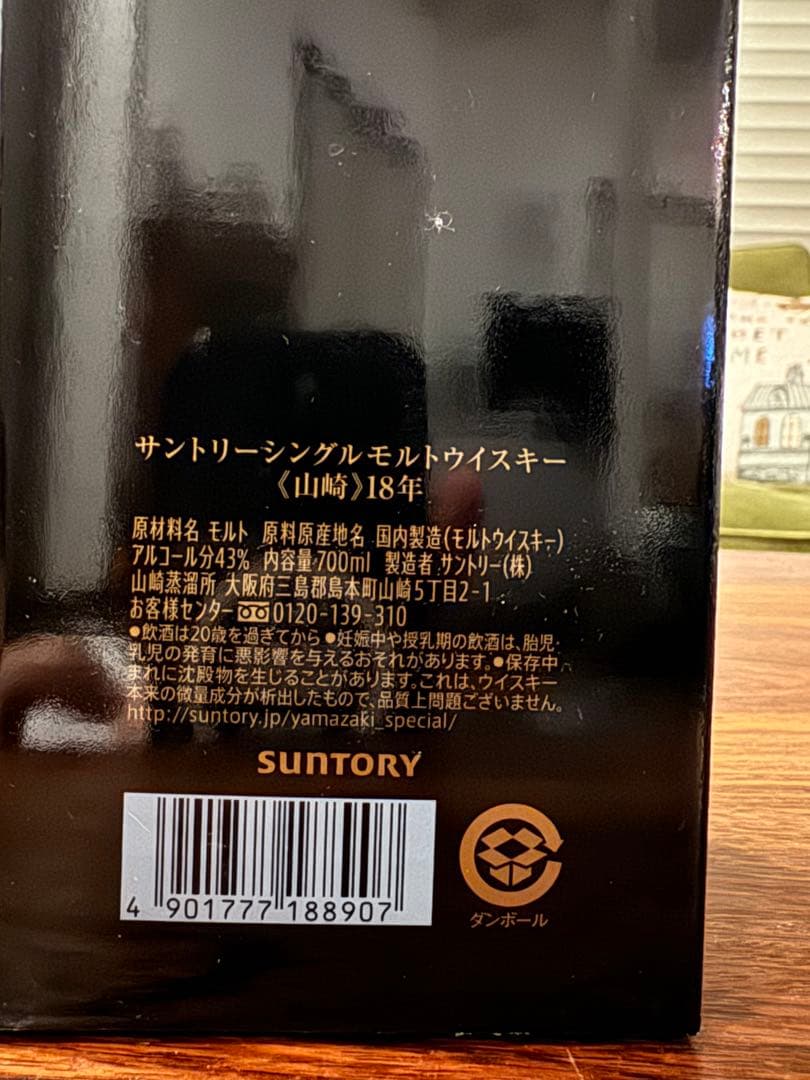 サントリーシングルモルトウイスキー
《山崎》18年
原材料名 モルト 原料原産地名 国内製造(モルトウイスキー)
アルコール分43% 内容量700ml 製造者 サントリー(株)
山崎蒸溜所 大阪府三島郡島本町山崎5丁目2-1
お客様センター 0120-139-310
●飲酒は20歳を過ぎてから ●妊娠中や授乳期の飲酒は、胎児・
乳児の発育に悪影響を与えるおそれがあります。●保存中
まれに沈殿物を生じることがあります。これは、ウイスキー
本来の微量成分が析出したもので、品質上問題ございません。
http://suntory.jp/yamazaki_special/
SUNTORY
4 901777 188907
ダンボール
ME